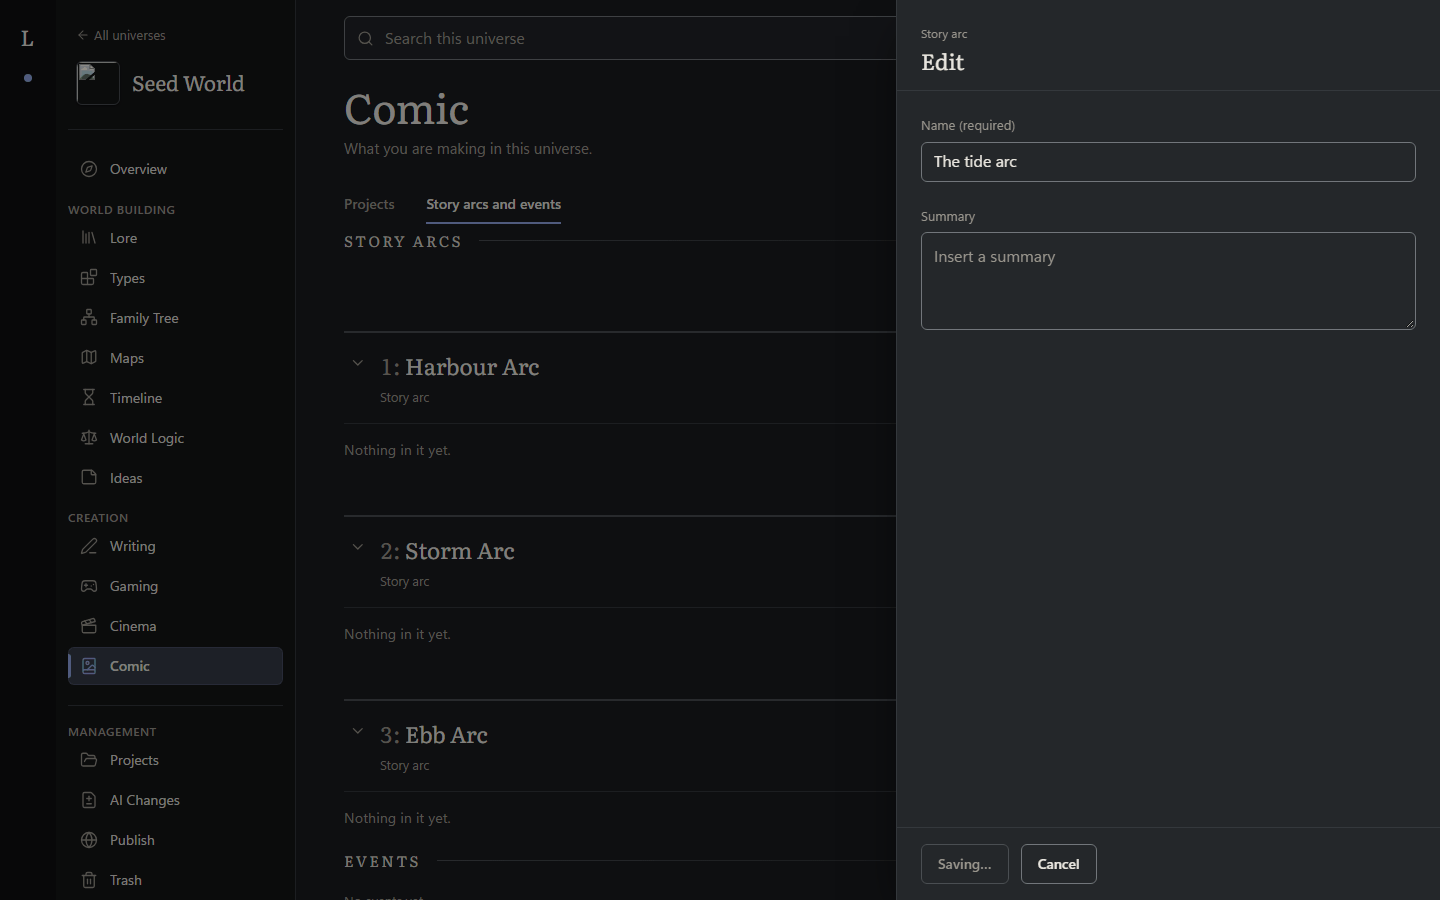 L
All universes
Seed World
Overview
WORLD BUILDING
Lore
Types
Family Tree
Maps
Timeline
World Logic
Ideas
CREATION
Writing
Gaming
Cinema
Comic
MANAGEMENT
Projects
AI Changes
Publish
Trash
Search this universe
Comic
What you are making in this universe.
Projects
Story arcs and events
STORY ARCS
1: Harbour Arc
Story arc
Nothing in it yet.
2: Storm Arc
Story arc
Nothing in it yet.
3: Ebb Arc
Story arc
Nothing in it yet.
EVENTS
Story arc
Edit
Name (required)
The tide arc
Summary
Insert a summary
Saving...
Cancel